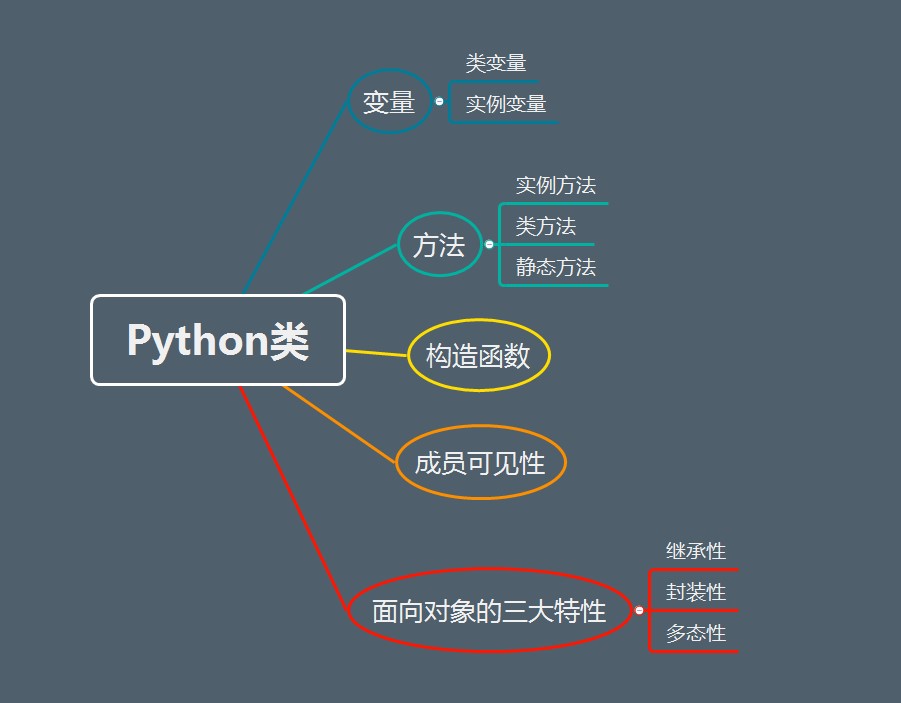 Python类
变量
类变量
实例变量
方法
实例方法
类方法
静态方法
构造函数
成员可见性
面向对象的三大特性
继承性
封装性
多态性